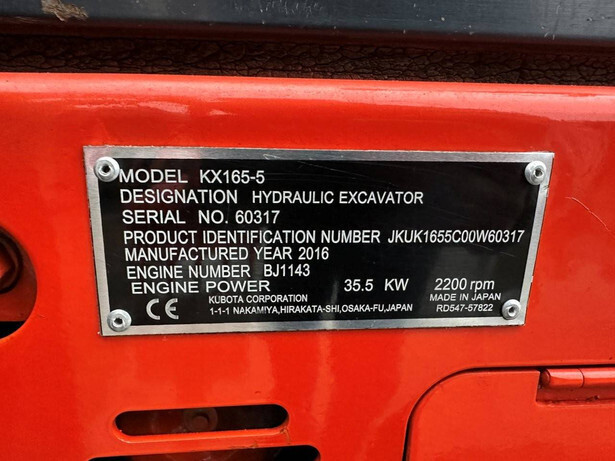 MODEL KX165-5
DESIGNATION HYDRAULIC EXCAVATOR
SERIAL NO. 60317
PRODUCT IDENTIFICATION NUMBER JKUK1655C00W60317
MANUFACTURED YEAR 2016
ENGINE NUMBER BJ1143
ENGINE POWER 35.5 KW 2200 rpm
CE KUBOTA CORPORATION MADE IN JAPAN
1-1-1 NAKAMIYA,HIRAKATA-SHI,OSAKA-FU,JAPAN RD547-57822